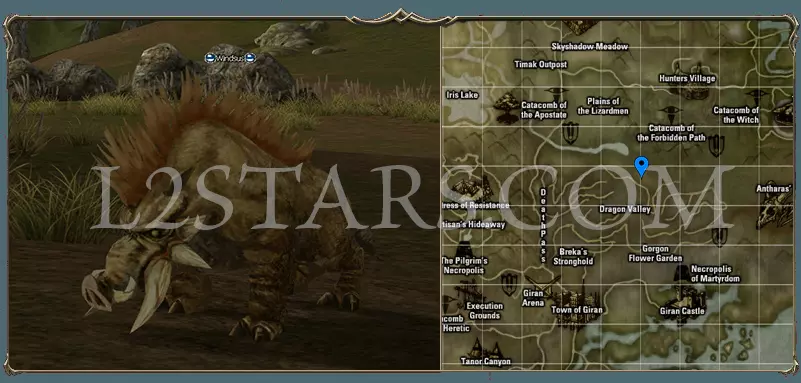 Windsus
L2STARS.COM
Skyshadow Meadow
Timak Outpost
Hunters Village
Iris Lake
Catacomb of
the Apostate
Plains of
the Lizardmen
Catacomb of
the Witch
Catacomb of
the Forbidden Path
Antharas'
Death Pass
ress of Resistance
Dragon Valley
tisan's Hideaway
The Pilgrim's
Necropolis
Breka's
Stronghold
Gorgon
Flower Garden
Necropolis
of Martyrdom
Giran
Arena
Execution
Grounds
Town of Giran
Giran Castle
comb
Heretic
Tanor Canyon